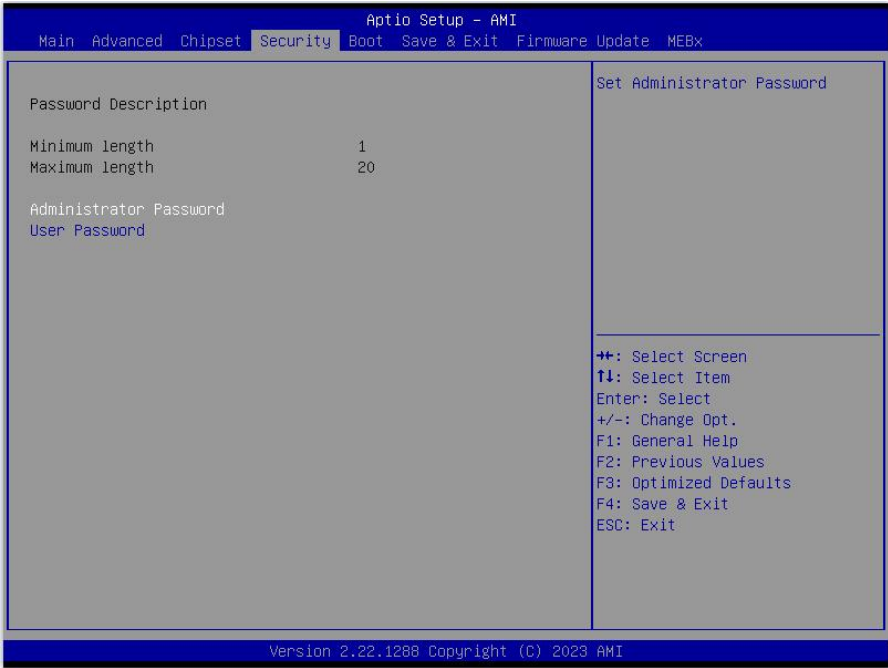 Aptio Setup – AMI
Main Advanced Chipset Security Boot Save & Exit Firmware Update MEBx
Password Description
Minimum length 1
Maximum length 20
Administrator Password
User Password
Set Administrator Password
→←: Select Screen
↑↓: Select Item
Enter: Select
+/-: Change Opt.
F1: General Help
F2: Previous Values
F3: Optimized Defaults
F4: Save & Exit
ESC: Exit
Version 2.22.1288 Copyright (C) 2023 AMI